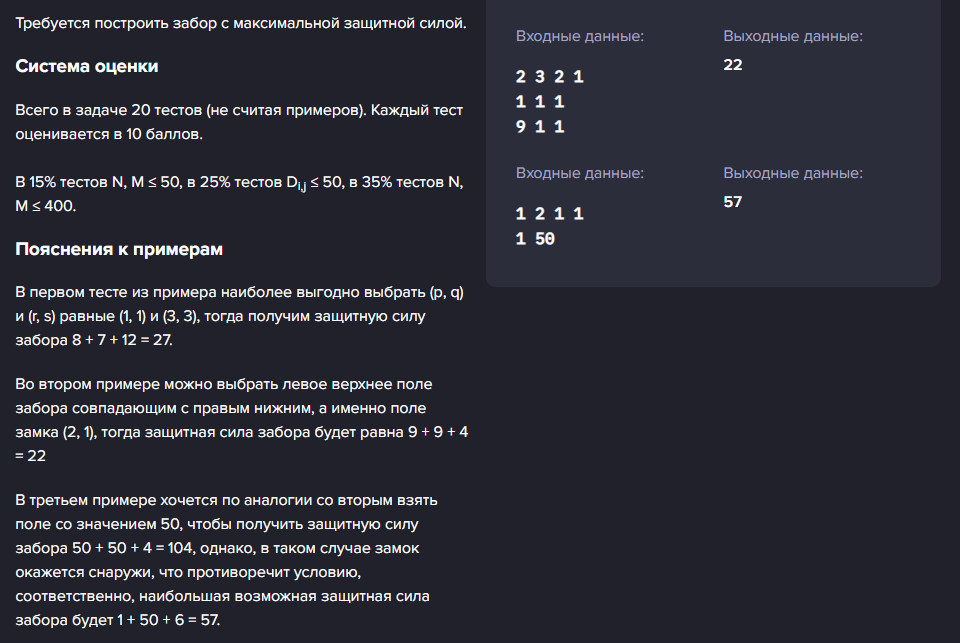 Требуется построить забор с максимальной защитной силой.
Система оценки
Всего в задаче 20 тестов (не считая примеров). Каждый тест
оценивается в 10 баллов.
В 15% тестов N, M ≤ 50, в 25% тестов Di,j ≤ 50, в 35% тестов N,
M ≤ 400.
Пояснения к примерам
В первом тесте из примера наиболее выгодно выбрать (p, q)
и (r, s) равные (1, 1) и (3, 3), тогда получим защитную силу
забора 8 + 7 + 12 = 27.
Во втором примере можно выбрать левое верхнее поле
забора совпадающим с правым нижним, а именно поле
замка (2, 1), тогда защитная сила забора будет равна 9 + 9 + 4
= 22
В третьем примере хочется по аналогии со вторым взять
поле со значением 50, чтобы получить защитную силу
забора 50 + 50 + 4 = 104, однако, в таком случае замок
окажется снаружи, что противоречит условию,
соответственно, наибольшая возможная защитная сила
забора будет 1 + 50 + 6 = 57.
Входные данные:
2 3 2 1
1 1 1
9 1 1
Выходные данные:
22
Входные данные:
1 2 1 1
1 50
Выходные данные:
57